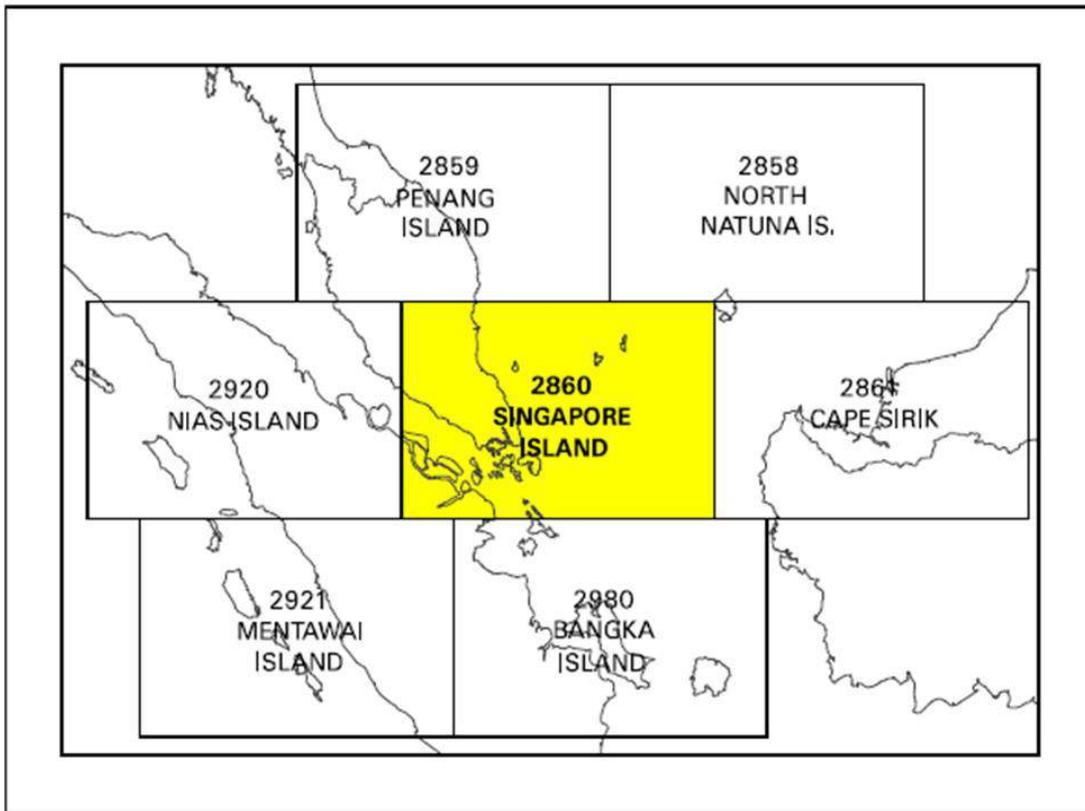 2859
PENANG
ISLAND
2858
NORTH
NATUNA IS.
2920
NIAS ISLAND
2860
SINGAPORE
ISLAND
2861
CAPE SIRIK
2921
MENTAWAI
ISLAND
2980
BANGKA
ISLAND